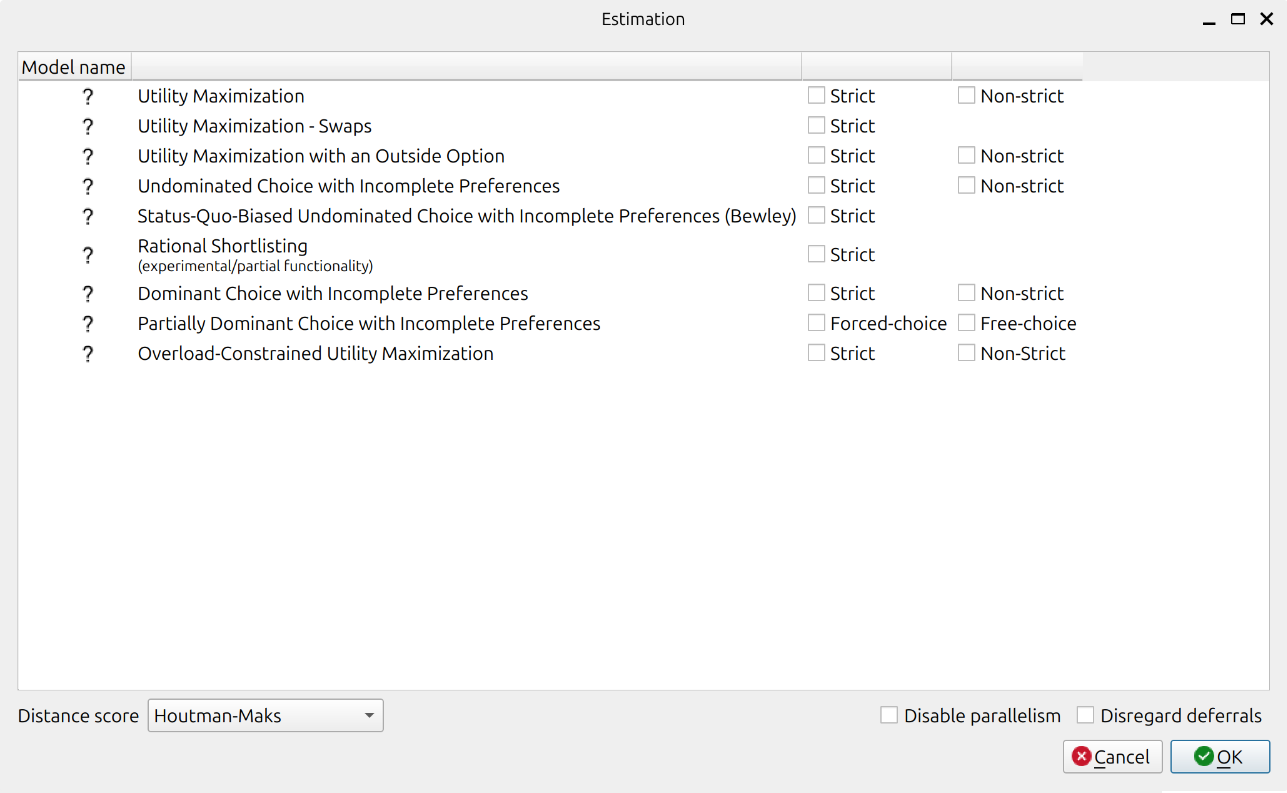 Estimation
Model name
? Utility Maximization Strict Non-strict
? Utility Maximization - Swaps Strict
? Utility Maximization with an Outside Option Strict Non-strict
? Undominated Choice with Incomplete Preferences Strict Non-strict
? Status-Quo-Biased Undominated Choice with Incomplete Preferences (Bewley) Strict
? Rational Shortlisting Strict
(experimental/partial functionality)
? Dominant Choice with Incomplete Preferences Strict Non-strict
? Partially Dominant Choice with Incomplete Preferences Forced-choice Free-choice
? Overload-Constrained Utility Maximization Strict Non-Strict
Distance score Houtman-Maks Disable parallelism Disregard deferrals
Cancel OK